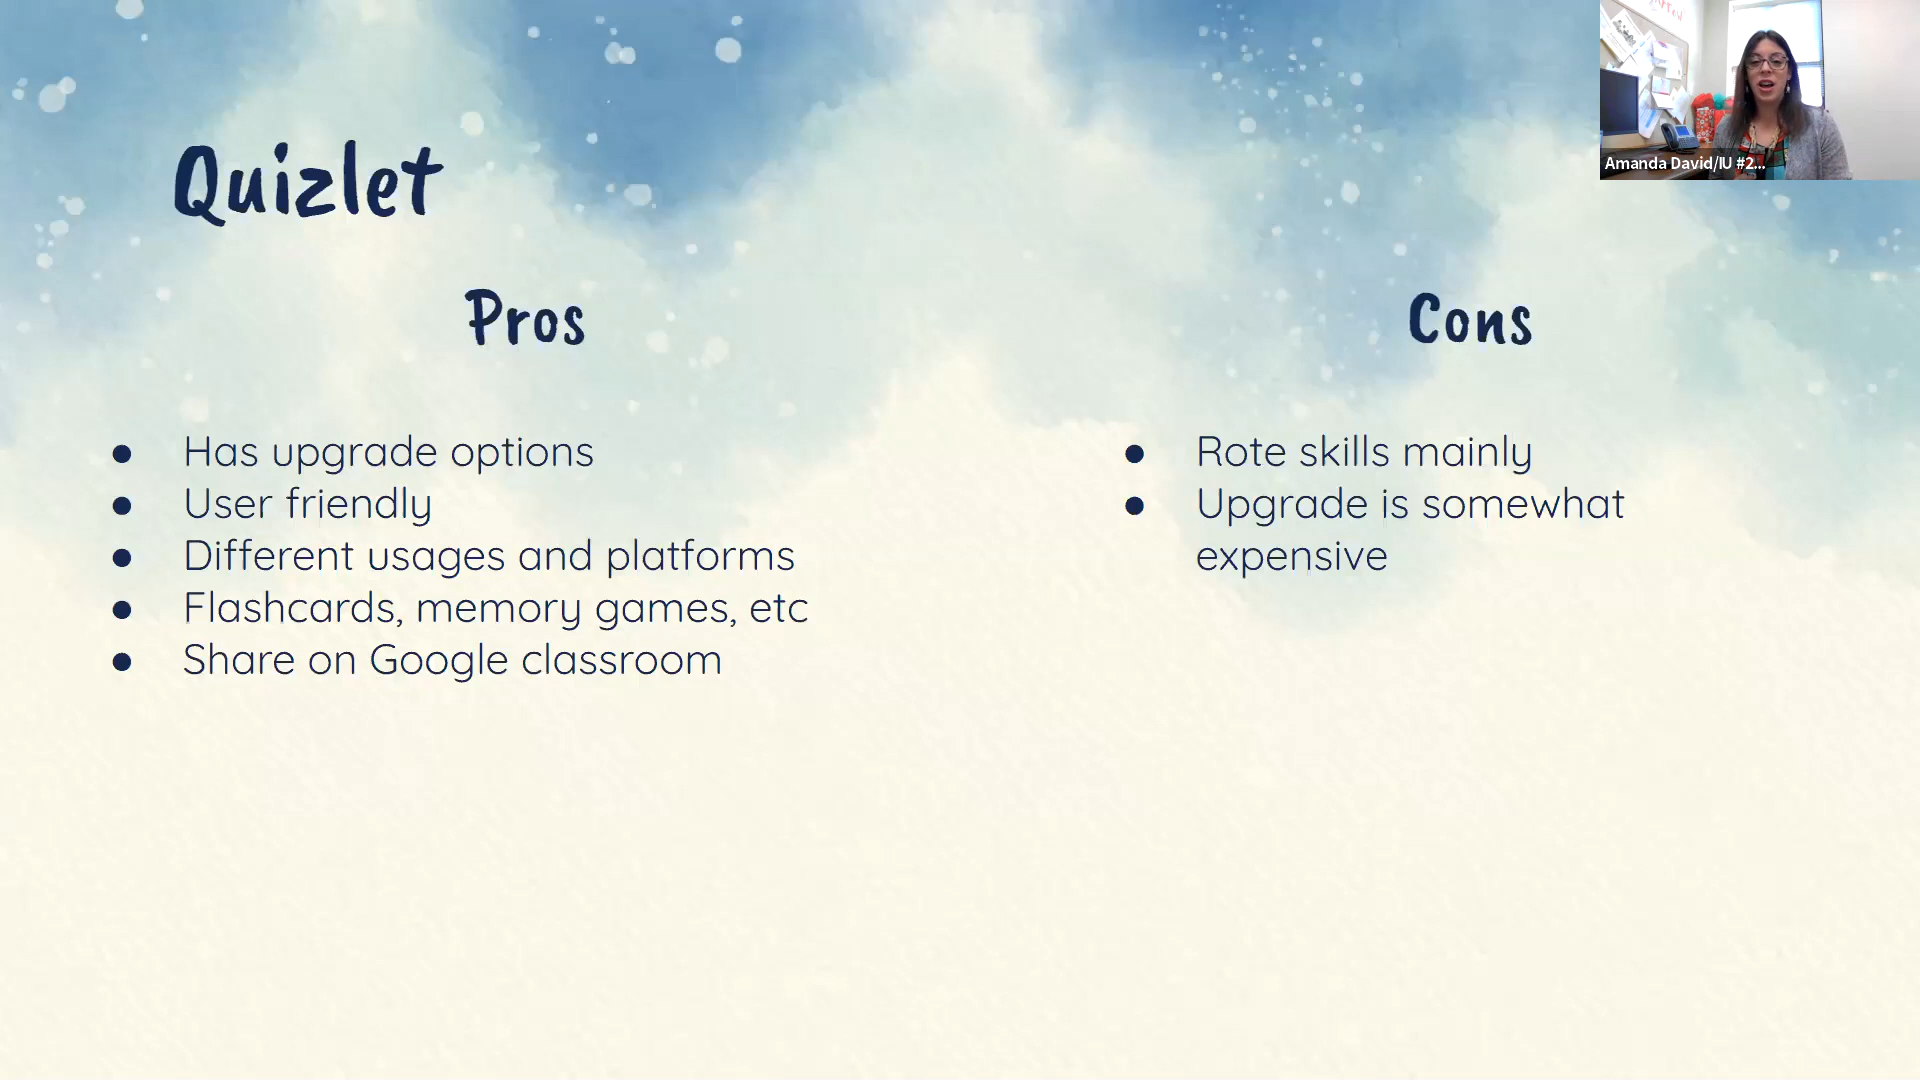 Quizlet
Pros
● Has upgrade options
● User friendly
● Different usages and platforms
● Flashcards, memory games, etc
● Share on Google classroom
Cons
● Rote skills mainly
● Upgrade is somewhat
expensive
Amanda David/IU #2...